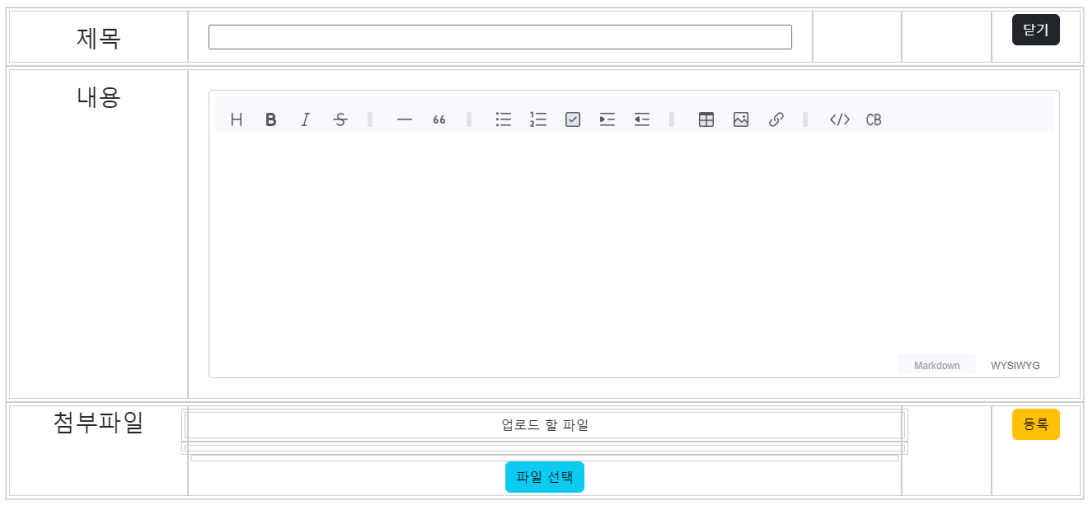 제목
닫기
내용
H B I S — 66 </> CB
Markdown WYSIWYG
첨부파일
업로드 할 파일
등록
파일 선택